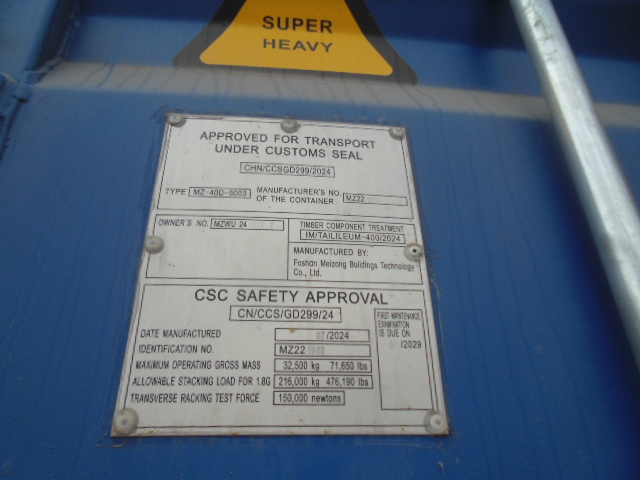 SUPER
HEAVY
APPROVED FOR TRANSPORT
UNDER CUSTOMS SEAL
CHN/CCSGD299/2024
TYPE MZ-40D-0003 MANUFACTURER'S NO. OF THE CONTAINER MZ22
OWNER'S NO. MZWU 24
TIMBER COMPONENT TREATMENT
IM/TAILILEUM-400/2024
MANUFACTURED BY:
Foshan Meizong Buildings Technology
Co., Ltd.
CSC SAFETY APPROVAL
CN/CCS/GD299/24
DATE MANUFACTURED 07/2024
IDENTIFICATION NO. MZ22
MAXIMUM OPERATING GROSS MASS 32,500 kg 71,650 lbs
ALLOWABLE STACKING LOAD FOR 1.8G 216,000 kg 476,190 lbs
TRANSVERSE RACKING TEST FORCE 150,000 newtons
FIRST MAINTENANCE
EXAMINATION
IS DUE ON
/2029